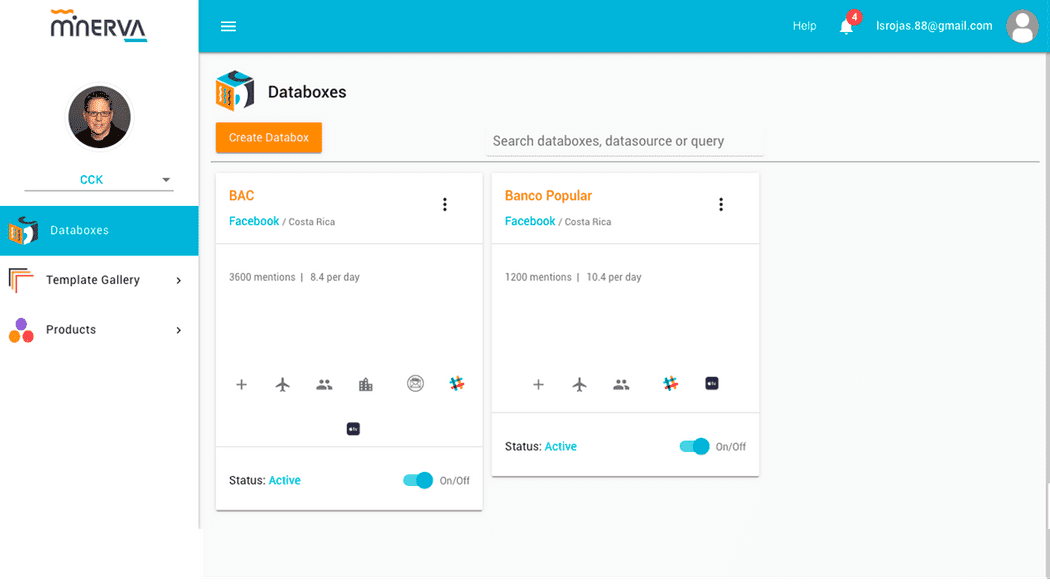 MINERVA
Help
4
lsrojas.88@gmail.com
CCK
Databoxes
Template Gallery
Products
Databoxes
Create Databox
Search databoxes, datasource or query
BAC
Facebook / Costa Rica
3600 mentions | 8.4 per day
tv
Status: Active
On/Off
Banco Popular
Facebook / Costa Rica
1200 mentions | 10.4 per day
tv
Status: Active
On/Off